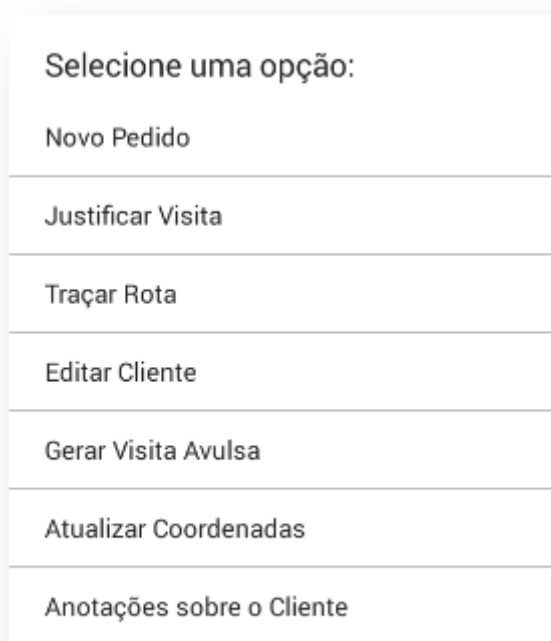 Selecione uma opção:
Novo Pedido
Justificar Visita
Traçar Rota
Editar Cliente
Gerar Visita Avulsa
Atualizar Coordenadas
Anotações sobre o Cliente